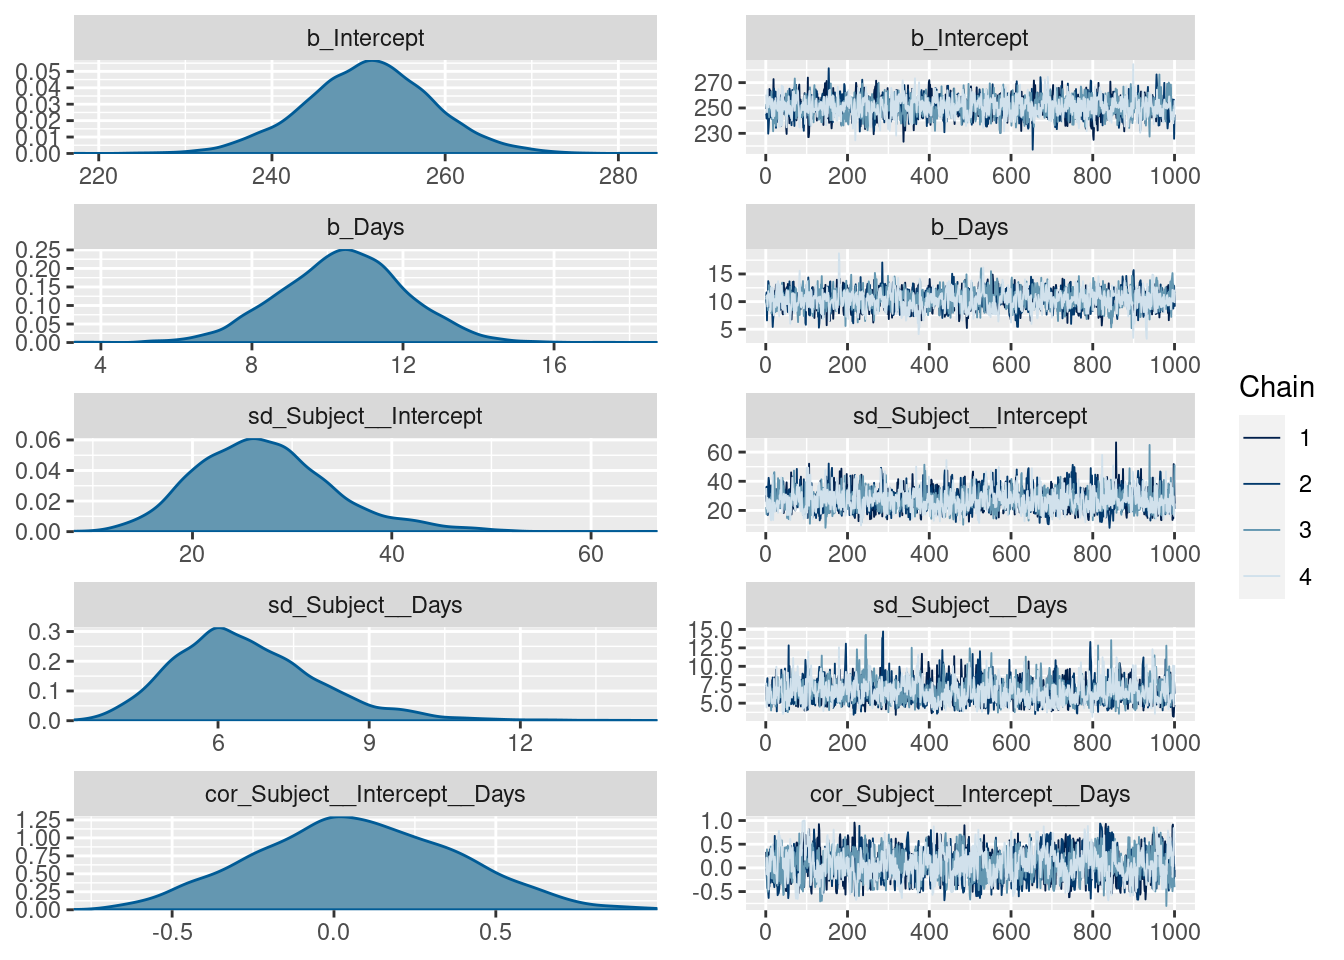 b_Intercept
0.05
0.04
0.03
0.02
0.01
0.00
220 240 260 280
b_Intercept
270
250
230
0 200 400 600 800 1000
b_Days
0.25
0.20
0.15
0.10
0.05
0.00
4 8 12 16
b_Days
15
10
5
0 200 400 600 800 1000
sd_Subject__Intercept
0.06
0.04
0.02
0.00
20 40 60
sd_Subject__Intercept
60
40
20
0 200 400 600 800 1000
sd_Subject__Days
0.3
0.2
0.1
0.0
6 9 12
sd_Subject__Days
15.0
12.5
10.0
7.5
5.0
0 200 400 600 800 1000
cor_Subject__Intercept__Days
1.25
1.00
0.75
0.50
0.25
0.00
-0.5 0.0 0.5
cor_Subject__Intercept__Days
1.0
0.5
0.0
-0.5
0 200 400 600 800 1000
Chain
1
2
3
4